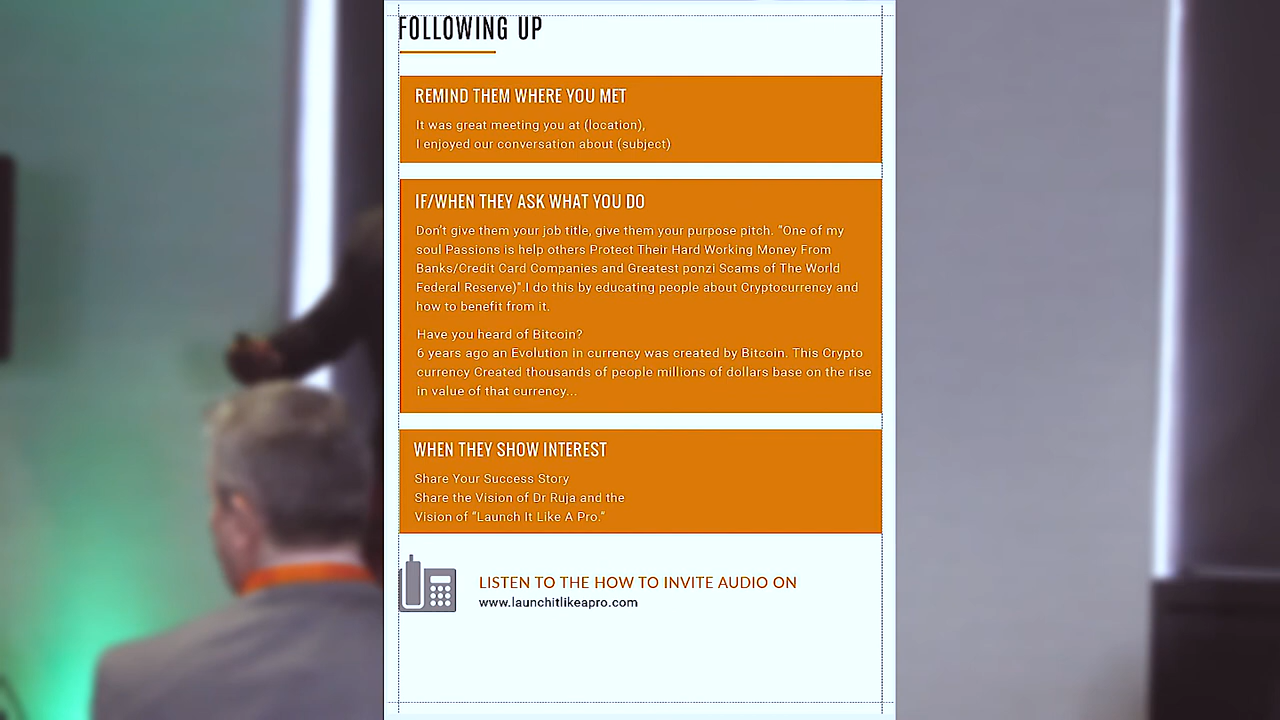 FOLLOWING UP
REMIND THEM WHERE YOU MET
It was great meeting you at (location),
I enjoyed our conversation about (subject)
IF/WHEN THEY ASK WHAT YOU DO
Don't give them your job title, give them your purpose pitch. "One of my
soul Passions is help others Protect Their Hard Working Money From
Banks/Credit Card Companies and Greatest ponzi Scams of The World
Federal Reserve)".I do this by educating people about Cryptocurrency and
how to benefit from it.
Have you heard of Bitcoin?
6 years ago an Evolution in currency was created by Bitcoin. This Crypto
currency Created thousands of people millions of dollars base on the rise
in value of that currency...
WHEN THEY SHOW INTEREST
Share Your Success Story
Share the Vision of Dr Ruja and the
Vision of "Launch It Like A Pro."
LISTEN TO THE HOW TO INVITE AUDIO ON
www.launchitlikeapro.com